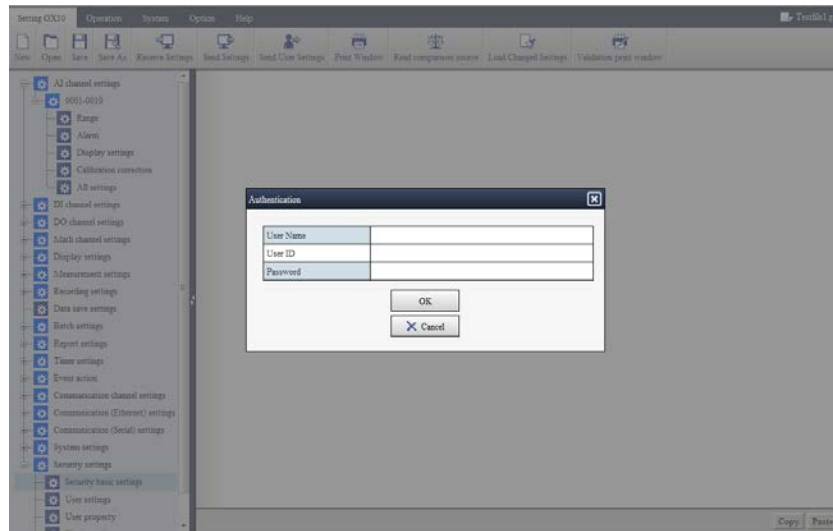 Setting GX10 Operation System Option Help Testfile1.p
New Open Save Save As Receive Settings Send Settings Send User Settings Print Window Read comparison source Load Changed Settings Validation print window
AI channel settings
0001-0010
Range
Alarm
Display settings
Calibration correction
All settings
DI channel settings
DO channel settings
Math channel settings
Display settings
Measurement settings
Recording settings
Data save settings
Batch settings
Report settings
Timer settings
Event action
Communication channel settings
Communication (Ethernet) settings
Communication (Serial) settings
System settings
Security settings
Security basic settings
User settings
User property
Authentication
User Name
User ID
Password
OK
Cancel
Copy Paste